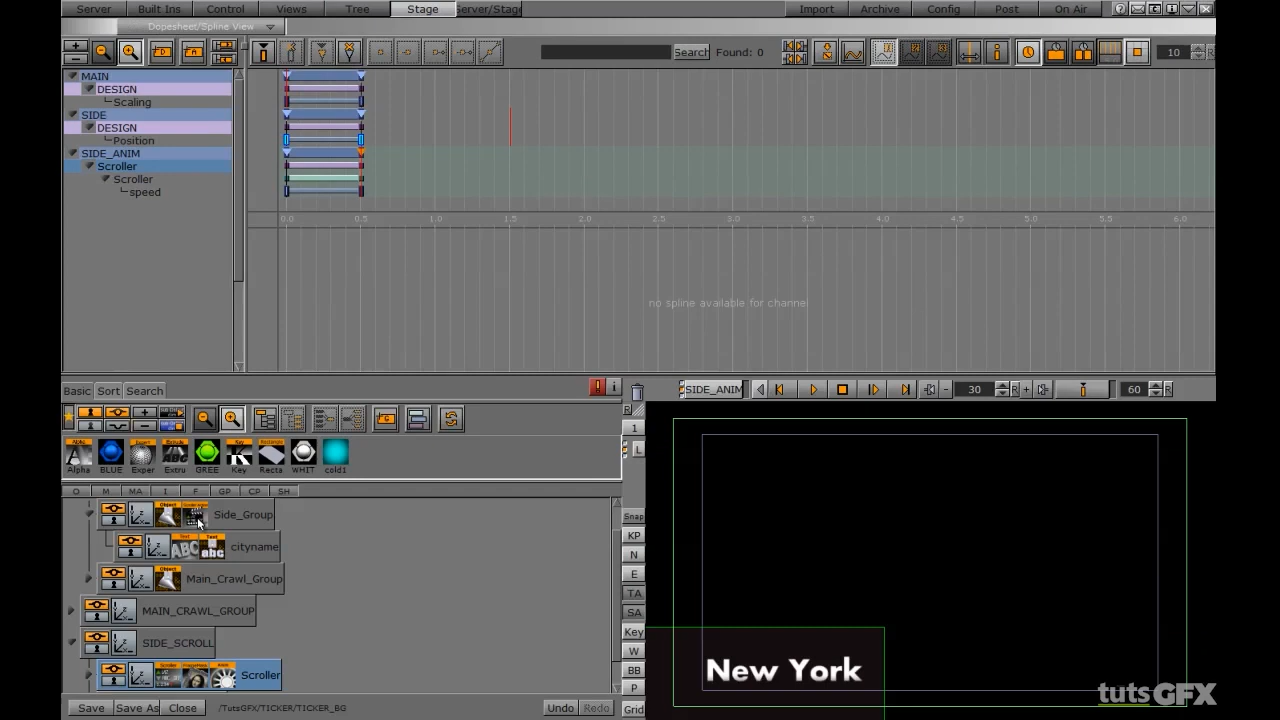 Server Built Ins Control Views Tree Stage Server/Stage Import Archive Config Post On Air
Dopesheet/Spline View
Search Found: 0 10 R
MAIN
DESIGN
Scaling
SIDE
DESIGN
Position
SIDE_ANIM
Scroller
Scroller
speed
0.0 0.5 1.0 1.5 2.0 2.5 3.0 3.5 4.0 4.5 5.0 5.5 6.0
no spline available for channel
Basic Sort Search
SIDE_ANIM 30 R 60 R
R
1
L
Alpha BLUE Exper Extru GREE Key Recta WHIT cold1
O M MA I F GP CP SH
Side_Group
cityname
Main_Crawl_Group
MAIN_CRAWL_GROUP
SIDE_SCROLL
Scroller
Snap
KP
N
E
TA
SA
Key
W
BB
P
Grid
New York
tutsGFX
Save Save As Close /TutsGFX/TICKER/TICKER_BG Undo Redo